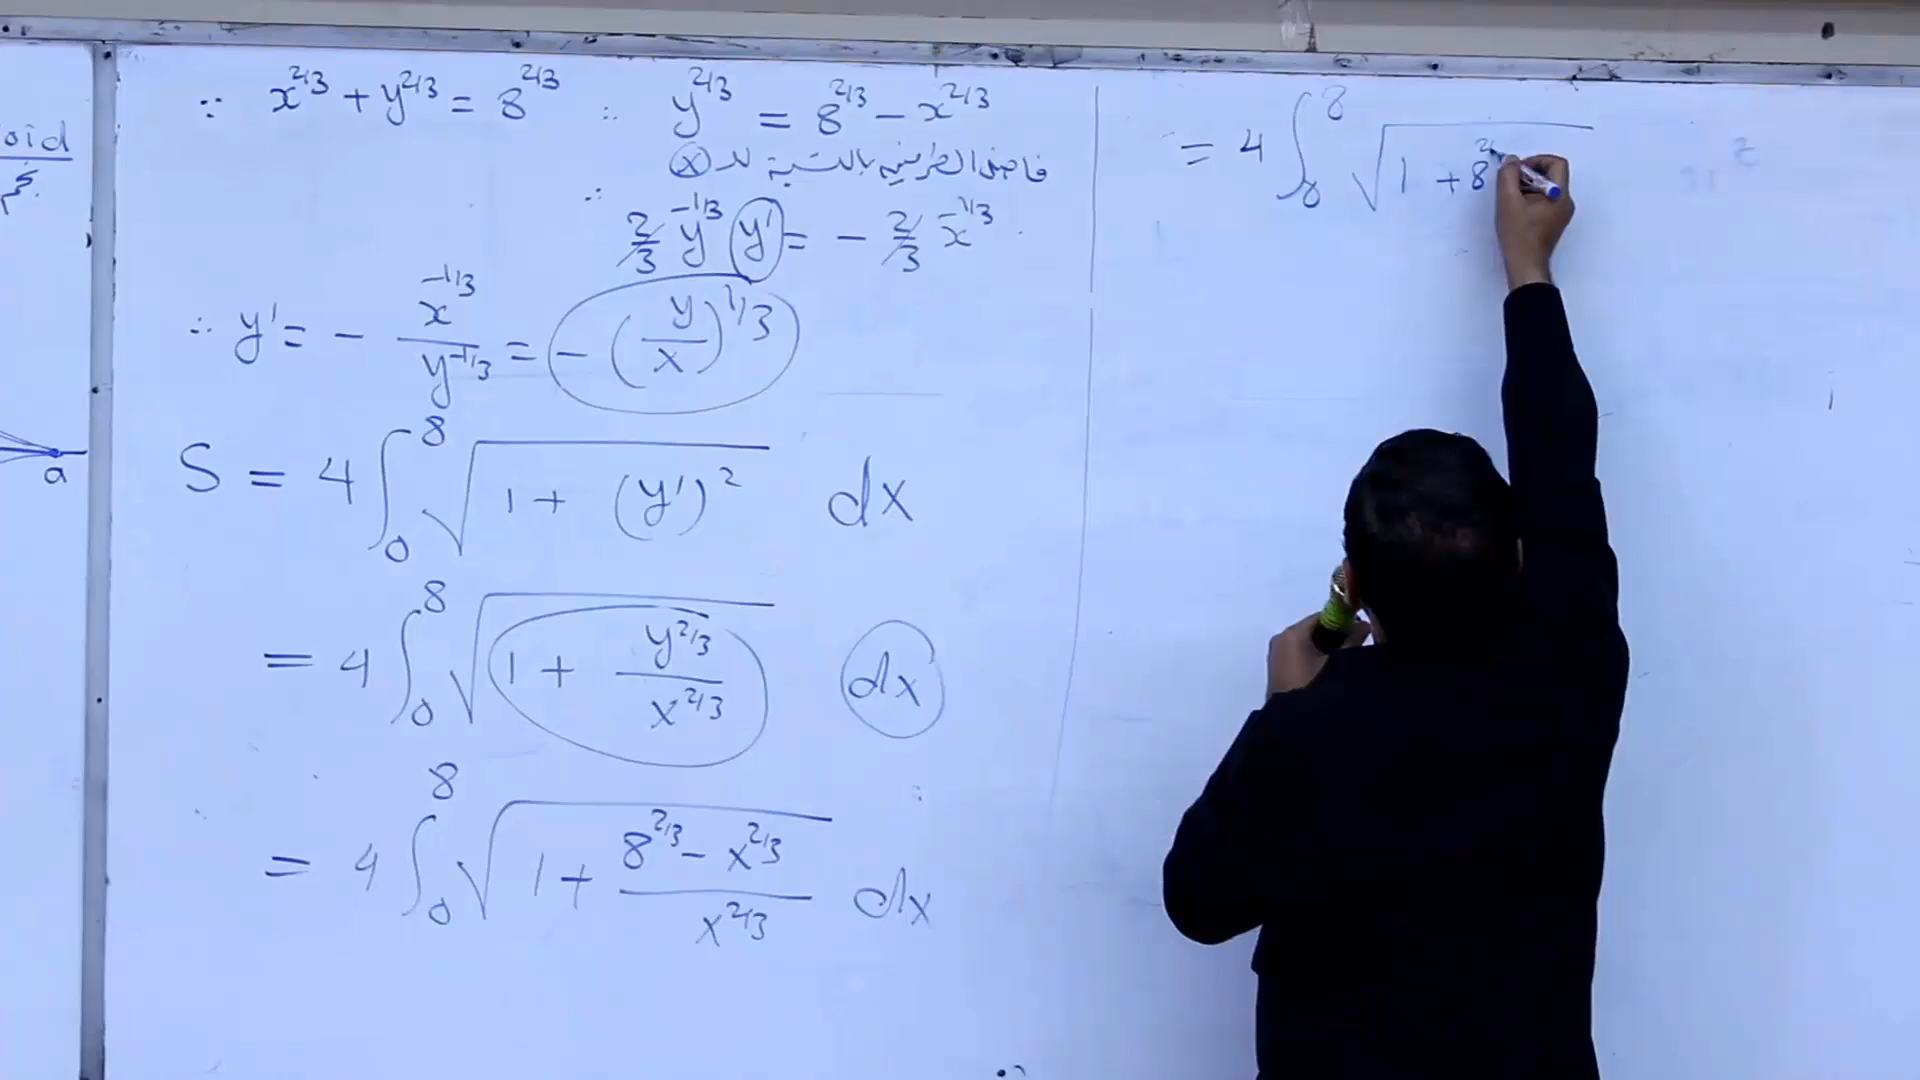 oid
a
∵ x^{2/3} + y^{2/3} = 8^{2/3} ∴ y^{2/3} = 8^{2/3} - x^{2/3}
بالنسبة لـ x
∴ 2/3 y^{-1/3} y' = - 2/3 x^{-1/3}
∴ y' = - x^{-1/3} / y^{-1/3} = - (y/x)^{1/3}
S = 4 ∫_0^8 √(1 + (y')^2) dx
= 4 ∫_0^8 √(1 + y^{2/3} / x^{2/3}) dx
= 4 ∫_0^8 √(1 + (8^{2/3} - x^{2/3}) / x^{2/3}) dx
= 4 ∫_0^8 √(1 + 8^2